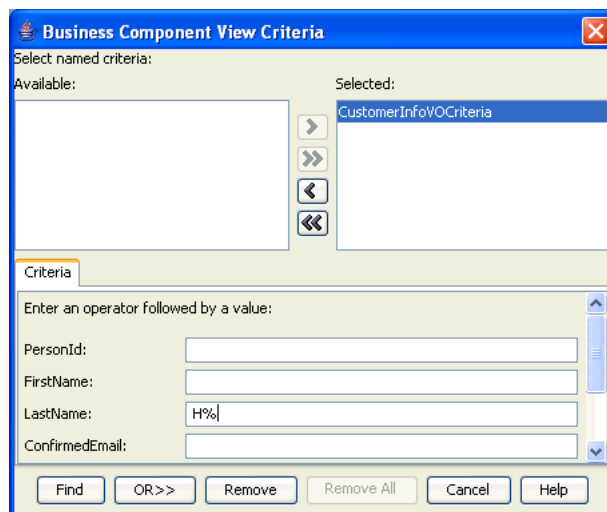 Business Component View Criteria
Select named criteria:
Available:
Selected:
CustomerInfoVOCriteria
Criteria
Enter an operator followed by a value:
PersonId:
FirstName:
LastName: H%
ConfirmedEmail:
Find OR>> Remove Remove All Cancel Help